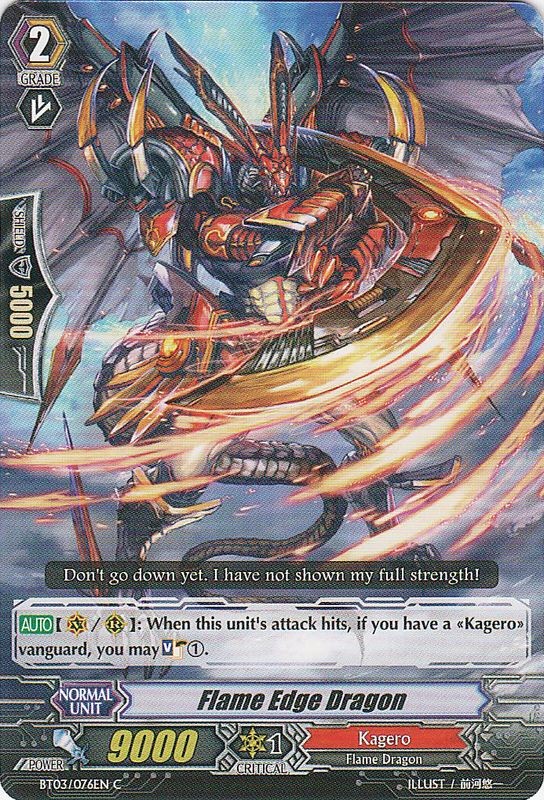 2
GRADE
SHIELD
5000
Don't go down yet. I have not shown my full strength!
AUTO [ V / R ]: When this unit's attack hits, if you have a «Kagero»
vanguard, you may V ①.
NORMAL
UNIT
Flame Edge Dragon
POWER
9000
1
CRITICAL
Kagero
Flame Dragon
BT03/076EN C
ILLUST / 前河悠一